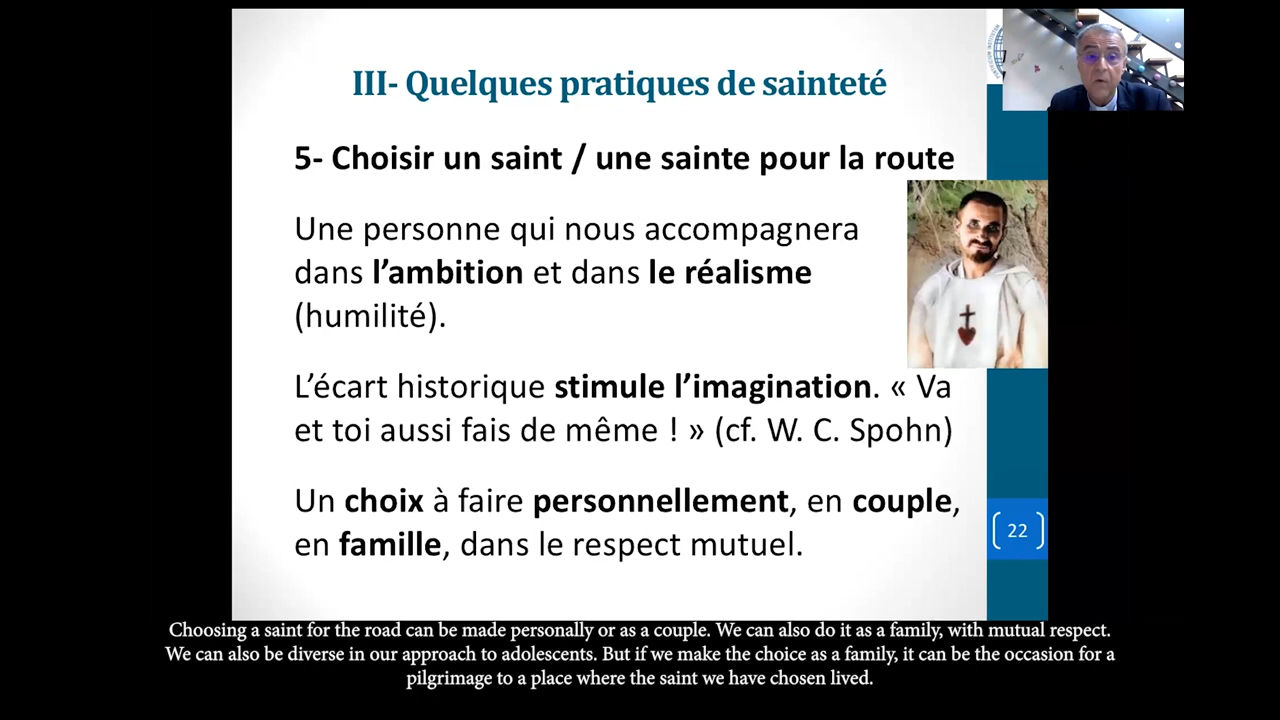 III- Quelques pratiques de sainteté
5- Choisir un saint / une sainte pour la route
Une personne qui nous accompagnera
dans l’ambition et dans le réalisme
(humilité).
L’écart historique stimule l’imagination. « Va
et toi aussi fais de même ! » (cf. W. C. Spohn)
Un choix à faire personnellement, en couple,
en famille, dans le respect mutuel.
22
Choosing a saint for the road can be made personally or as a couple. We can also do it as a family, with mutual respect.
We can also be diverse in our approach to adolescents. But if we make the choice as a family, it can be the occasion for a
pilgrimage to a place where the saint we have chosen lived.